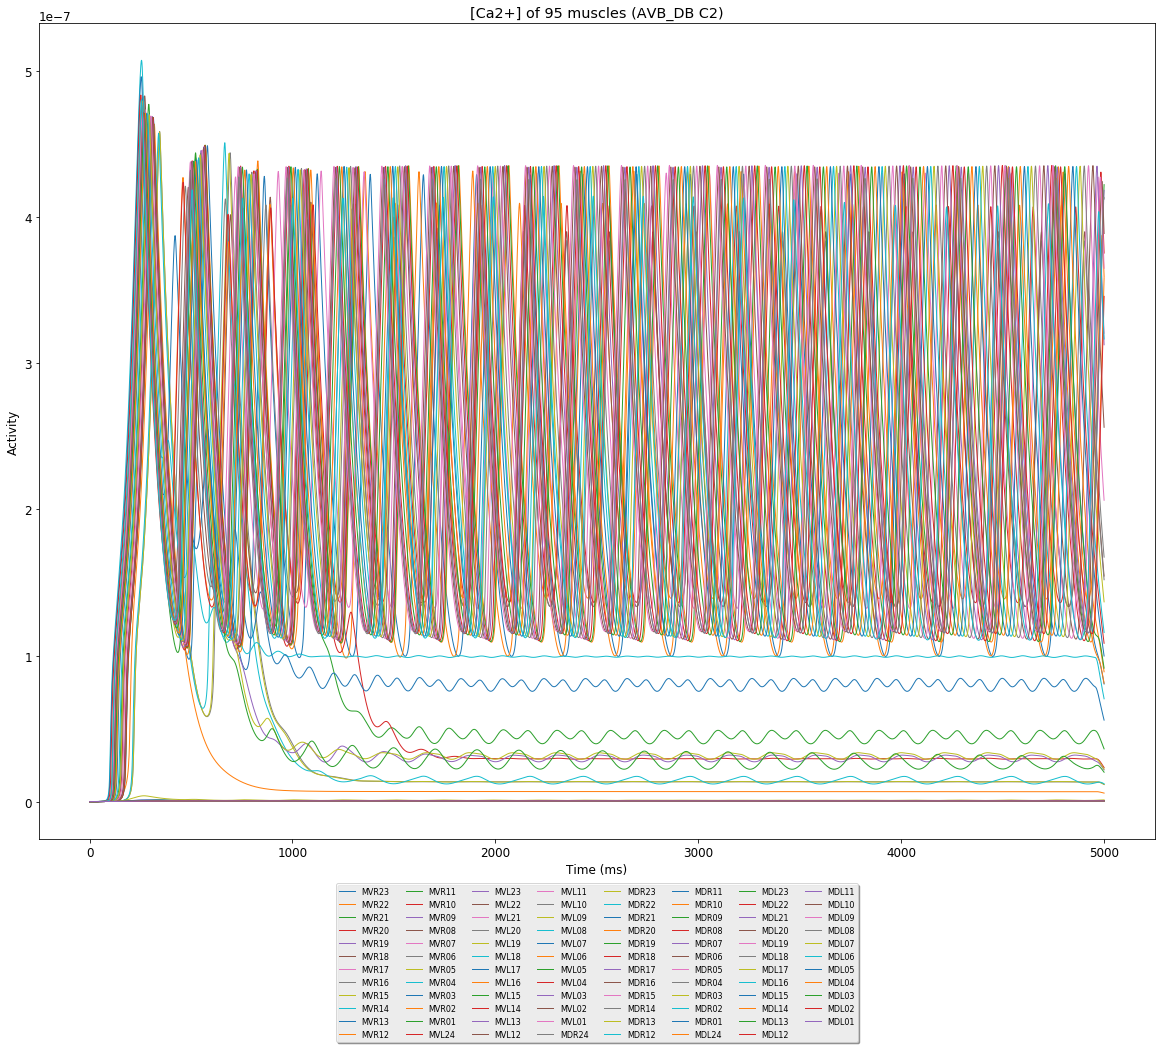 [Ca2+] of 95 muscles (AVB_DB C2)
1e−7
5
4
3
2
1
0
Activity
0 1000 2000 3000 4000 5000
Time (ms)
MVR23 MVR11 MVL23 MVL11 MDR23 MDR11 MDL23 MDL11
MVR22 MVR10 MVL22 MVL10 MDR22 MDR10 MDL22 MDL10
MVR21 MVR09 MVL21 MVL09 MDR21 MDR09 MDL21 MDL09
MVR20 MVR08 MVL20 MVL08 MDR20 MDR08 MDL20 MDL08
MVR19 MVR07 MVL19 MVL07 MDR19 MDR07 MDL19 MDL07
MVR18 MVR06 MVL18 MVL06 MDR18 MDR06 MDL18 MDL06
MVR17 MVR05 MVL17 MVL05 MDR17 MDR05 MDL17 MDL05
MVR16 MVR04 MVL16 MVL04 MDR16 MDR04 MDL16 MDL04
MVR15 MVR03 MVL15 MVL03 MDR15 MDR03 MDL15 MDL03
MVR14 MVR02 MVL14 MVL02 MDR14 MDR02 MDL14 MDL02
MVR13 MVR01 MVL13 MVL01 MDR13 MDR01 MDL13 MDL01
MVR12 MVL24 MVL12 MDR24 MDR12 MDL24 MDL12